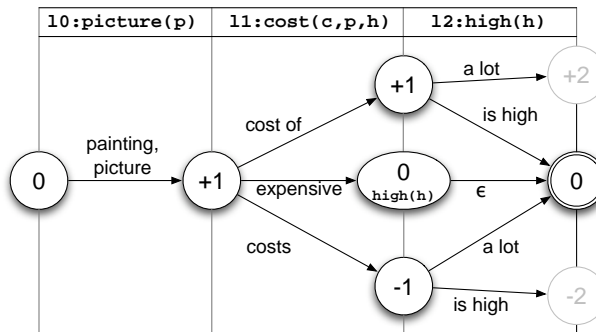 l0:picture(p) l1:cost(c,p,h) l2:high(h)
+1 a lot +2
cost of is high
painting,
picture
0 +1 expensive 0 ϵ 0
high(h)
costs a lot
-1 is high -2